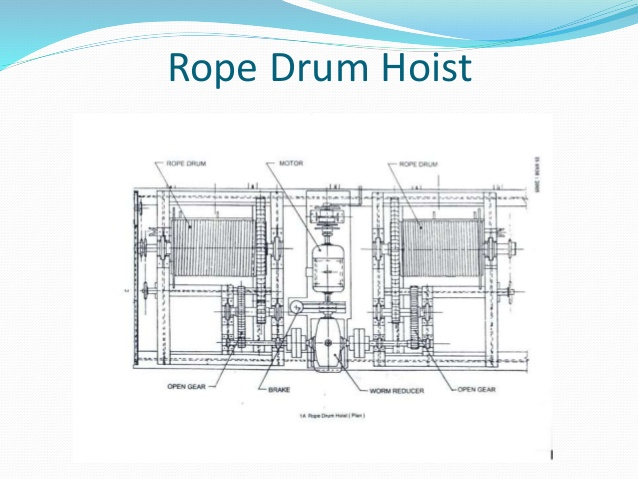 Rope Drum Hoist
ROPE DRUM
MOTOR
ROPE DRUM
OPEN GEAR
BRAKE
WORM REDUCER
OPEN GEAR
1A Rope Drum Hoist ( Plan )